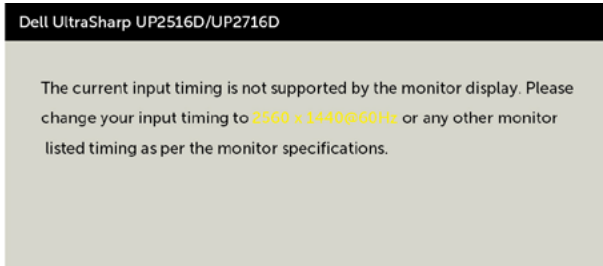 Dell UltraSharp UP2516D/UP2716D
The current input timing is not supported by the monitor display. Please
change your input timing to 2560 x 1440@60Hz or any other monitor
listed timing as per the monitor specifications.